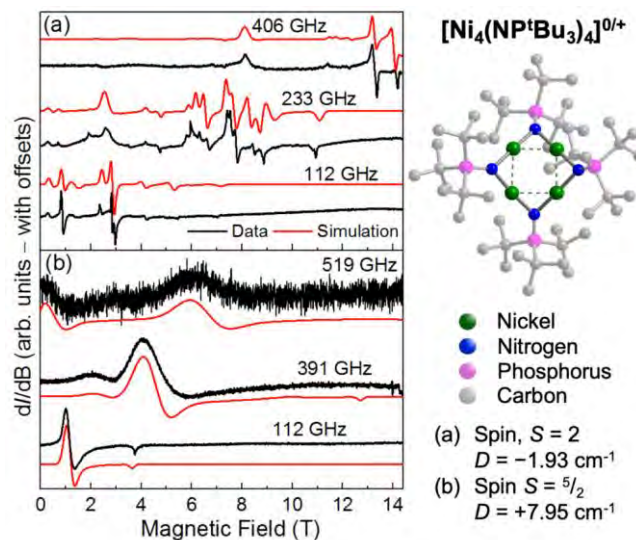 (a)
406 GHz
233 GHz
112 GHz
Data
Simulation
(b)
519 GHz
391 GHz
112 GHz
dI/dB (arb. units – with offsets)
0 2 4 6 8 10 12 14
Magnetic Field (T)
[Ni₄(NPᵗBu₃)₄]⁰ᐟ⁺
Nickel
Nitrogen
Phosphorus
Carbon
(a) Spin, S = 2
D = −1.93 cm⁻¹
(b) Spin S = ⁵/₂
D = +7.95 cm⁻¹